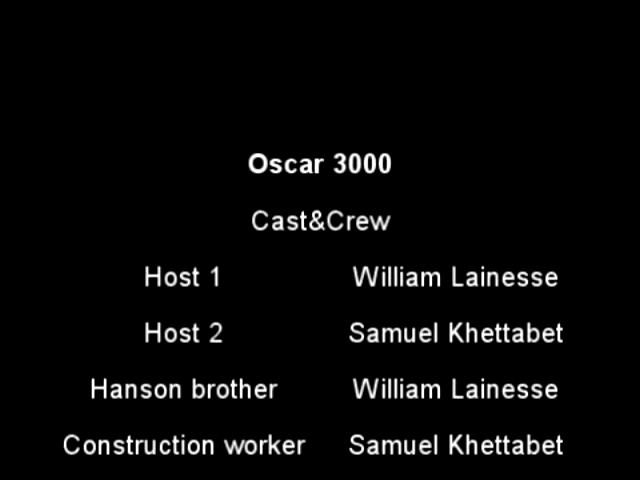 Oscar 3000
Cast&Crew
Host 1 William Lainesse
Host 2 Samuel Khettabet
Hanson brother William Lainesse
Construction worker Samuel Khettabet